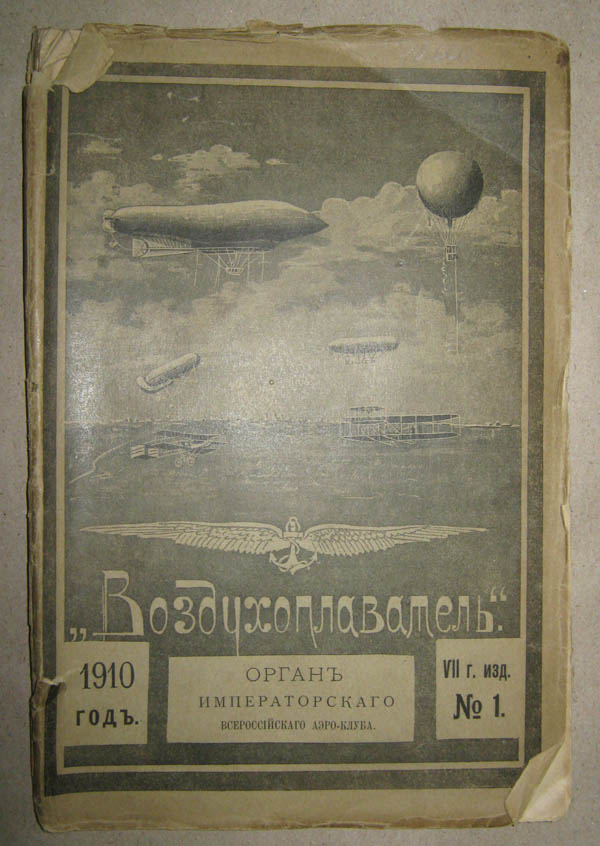 „Воздухоплаватель“.
1910
годъ.
ОРГАНЪ
ИМПЕРАТОРСКАГО
ВСЕРОССІЙСКАГО АЭРО-КЛУБА.
VII г. изд.
№ 1.